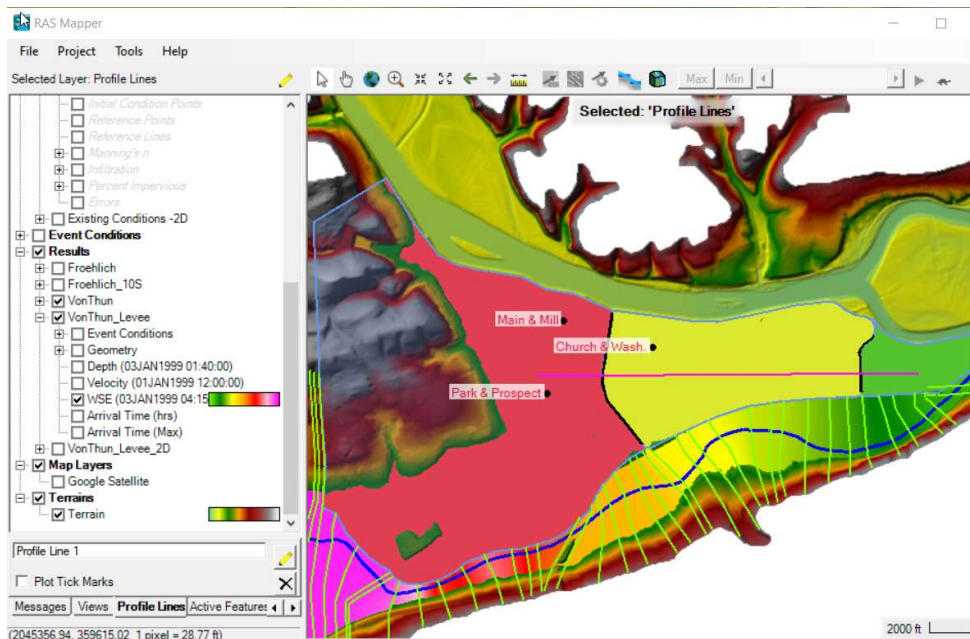 RAS Mapper
File Project Tools Help
Selected Layer: Profile Lines
Max Min
Initial Condition Points
Reference Points
Reference Lines
Manning's n
Infiltration
Percent Impervious
Errors
Existing Conditions -2D
Event Conditions
Results
Froehlich
Froehlich_10S
VonThun
VonThun_Levee
Event Conditions
Geometry
Depth (03JAN1999 01:40:00)
Velocity (01JAN1999 12:00:00)
WSE (03JAN1999 04:15
Arrival Time (hrs)
Arrival Time (Max)
VonThun_Levee_2D
Map Layers
Google Satellite
Terrains
Terrain
Profile Line 1
Plot Tick Marks
Messages Views Profile Lines Active Features
(2045356.94, 359615.02 1 pixel = 28.77 ft)
Selected: 'Profile Lines'
Main & Mill
Church & Wash.
Park & Prospect
2000 ft